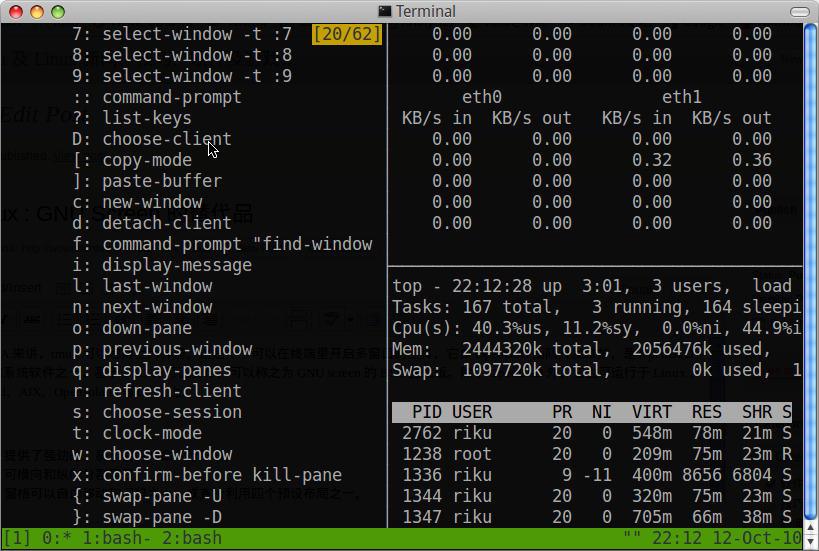 Terminal
7: select-window -t :7 [20/62]
8: select-window -t :8
9: select-window -t :9
:: command-prompt
?: list-keys
D: choose-client
[: copy-mode
]: paste-buffer
c: new-window
d: detach-client
f: command-prompt "find-window
i: display-message
l: last-window
n: next-window
o: down-pane
p: previous-window
q: display-panes
r: refresh-client
s: choose-session
t: clock-mode
w: choose-window
x: confirm-before kill-pane
{: swap-pane -U
}: swap-pane -D
0.00 0.00 0.00 0.00
0.00 0.00 0.00 0.00
0.00 0.00 0.00 0.00
eth0 eth1
KB/s in KB/s out KB/s in KB/s out
0.00 0.00 0.00 0.00
0.00 0.00 0.32 0.36
0.00 0.00 0.00 0.00
0.00 0.00 0.00 0.00
0.00 0.00 0.00 0.00
top - 22:12:28 up 3:01, 3 users, load
Tasks: 167 total, 3 running, 164 sleepi
Cpu(s): 40.3%us, 11.2%sy, 0.0%ni, 44.9%i
Mem: 2444320k total, 2056476k used,
Swap: 1097720k total, 0k used, 1
PID USER PR NI VIRT RES SHR S
2762 riku 20 0 548m 78m 21m S
1238 root 20 0 209m 75m 23m R
1336 riku 9 -11 400m 8656 6804 S
1344 riku 20 0 320m 75m 23m S
1347 riku 20 0 705m 66m 38m S
[1] 0:* 1:bash- 2:bash "" 22:12 12-Oct-10